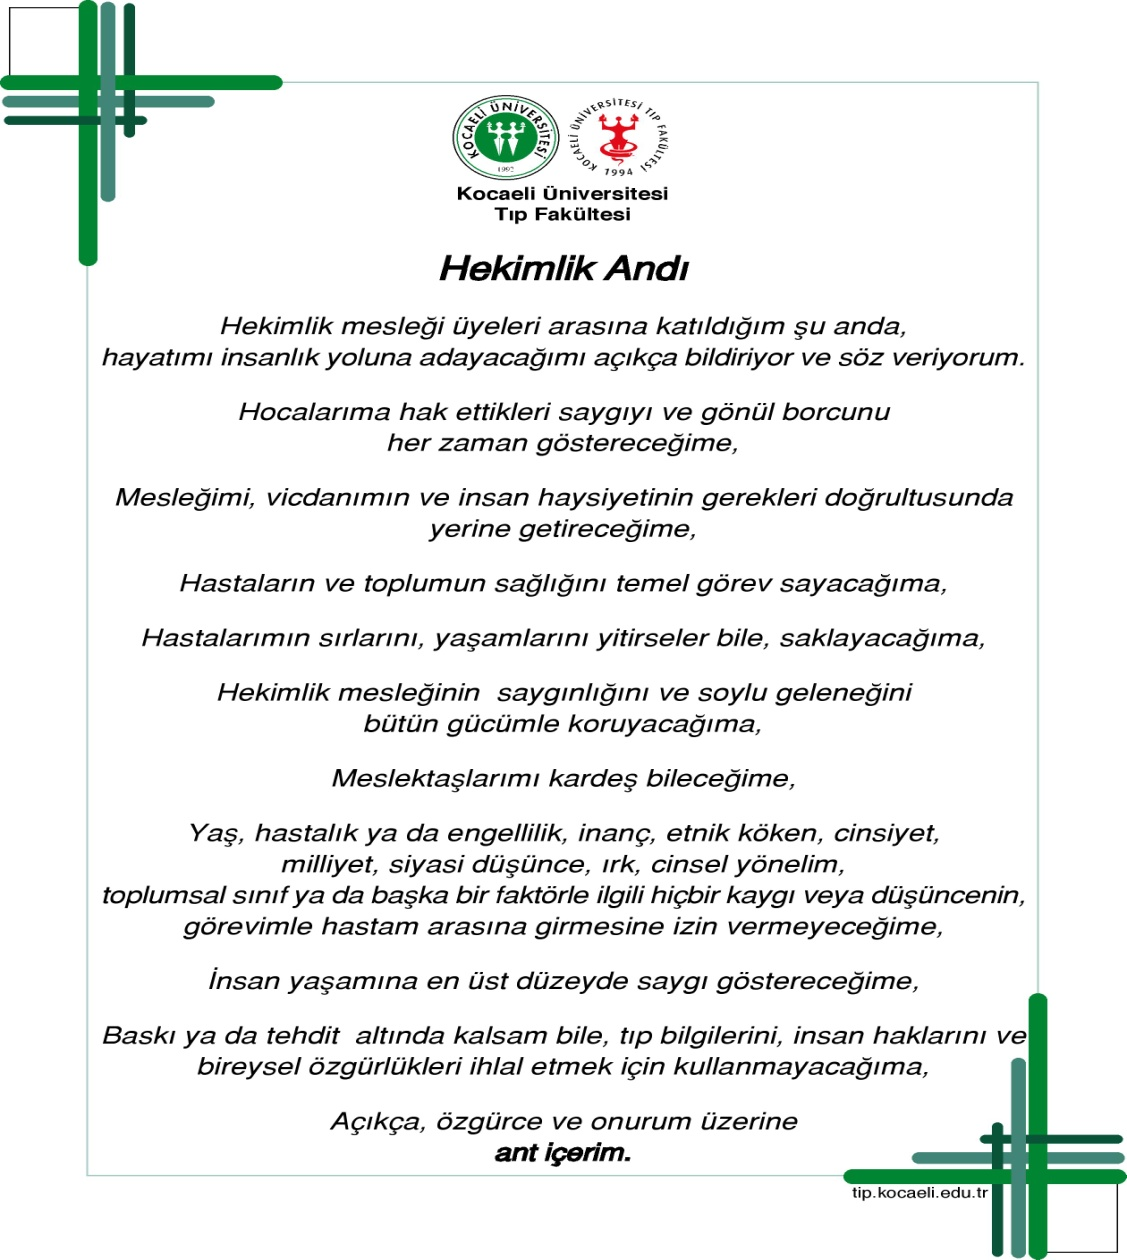 KOCAELİ ÜNİVERSİTESİ
1992
KOCAELİ ÜNİVERSİTESİ TIP FAKÜLTESİ
1994
Kocaeli Üniversitesi
Tıp Fakültesi
Hekimlik Andı
Hekimlik mesleği üyeleri arasına katıldığım şu anda,
hayatımı insanlık yoluna adayacağımı açıkça bildiriyor ve söz veriyorum.
Hocalarıma hak ettikleri saygıyı ve gönül borcunu
her zaman göstereceğime,
Mesleğimi, vicdanımın ve insan haysiyetinin gerekleri doğrultusunda
yerine getireceğime,
Hastaların ve toplumun sağlığını temel görev sayacağıma,
Hastalarımın sırlarını, yaşamlarını yitirseler bile, saklayacağıma,
Hekimlik mesleğinin saygınlığını ve soylu geleneğini
bütün gücümle koruyacağıma,
Meslektaşlarımı kardeş bileceğime,
Yaş, hastalık ya da engellilik, inanç, etnik köken, cinsiyet,
milliyet, siyasi düşünce, ırk, cinsel yönelim,
toplumsal sınıf ya da başka bir faktörle ilgili hiçbir kaygı veya düşüncenin,
görevimle hastam arasına girmesine izin vermeyeceğime,
İnsan yaşamına en üst düzeyde saygı göstereceğime,
Baskı ya da tehdit altında kalsam bile, tıp bilgilerini, insan haklarını ve
bireysel özgürlükleri ihlal etmek için kullanmayacağıma,
Açıkça, özgürce ve onurum üzerine
ant içerim.
tip.kocaeli.edu.tr